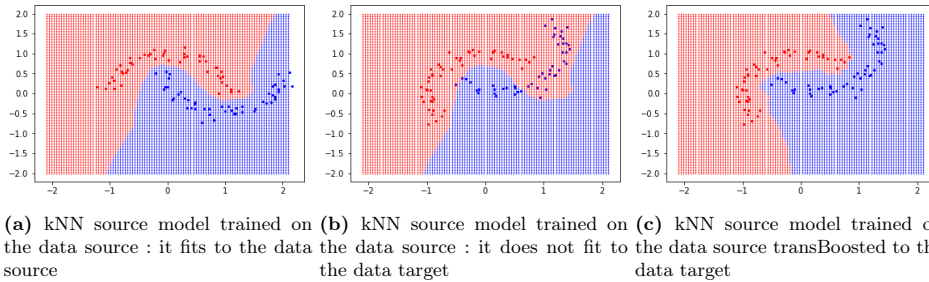 2.0
1.5
1.0
0.5
0.0
−0.5
−1.0
−1.5
−2.0
−2 −1 0 1 2
2.0
1.5
1.0
0.5
0.0
−0.5
−1.0
−1.5
−2.0
−2 −1 0 1 2
2.0
1.5
1.0
0.5
0.0
−0.5
−1.0
−1.5
−2.0
−2 −1 0 1 2
(a) kNN source model trained on
the data source : it fits to the data
source
(b) kNN source model trained on
the data source : it does not fit to
the data target
(c) kNN source model trained
the data source transBoosted to
data target